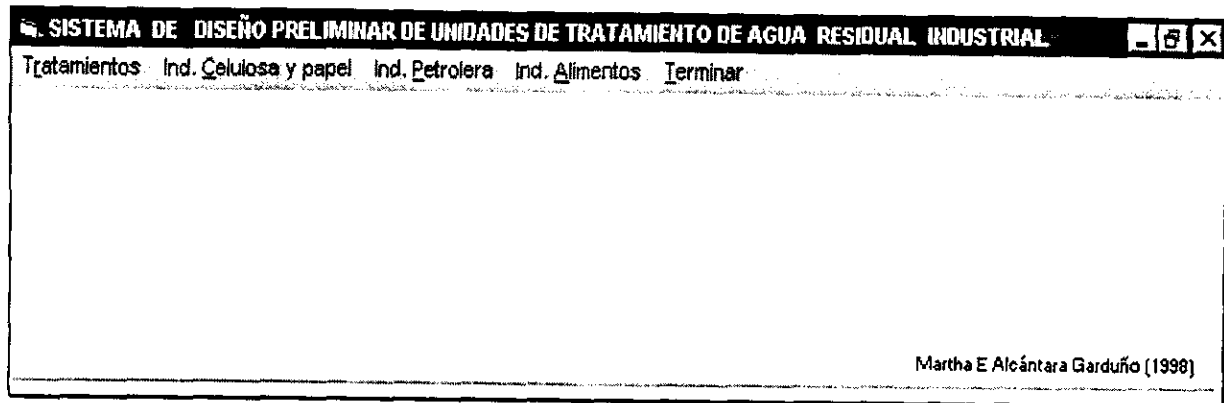 SISTEMA DE DISEÑO PRELIMINAR DE UNIDADES DE TRATAMIENTO DE AGUA RESIDUAL INDUSTRIAL
Tratamientos Ind. Celulosa y papel Ind. Petrolera Ind. Alimentos Terminar
Martha E Alcántara Garduño (1998)